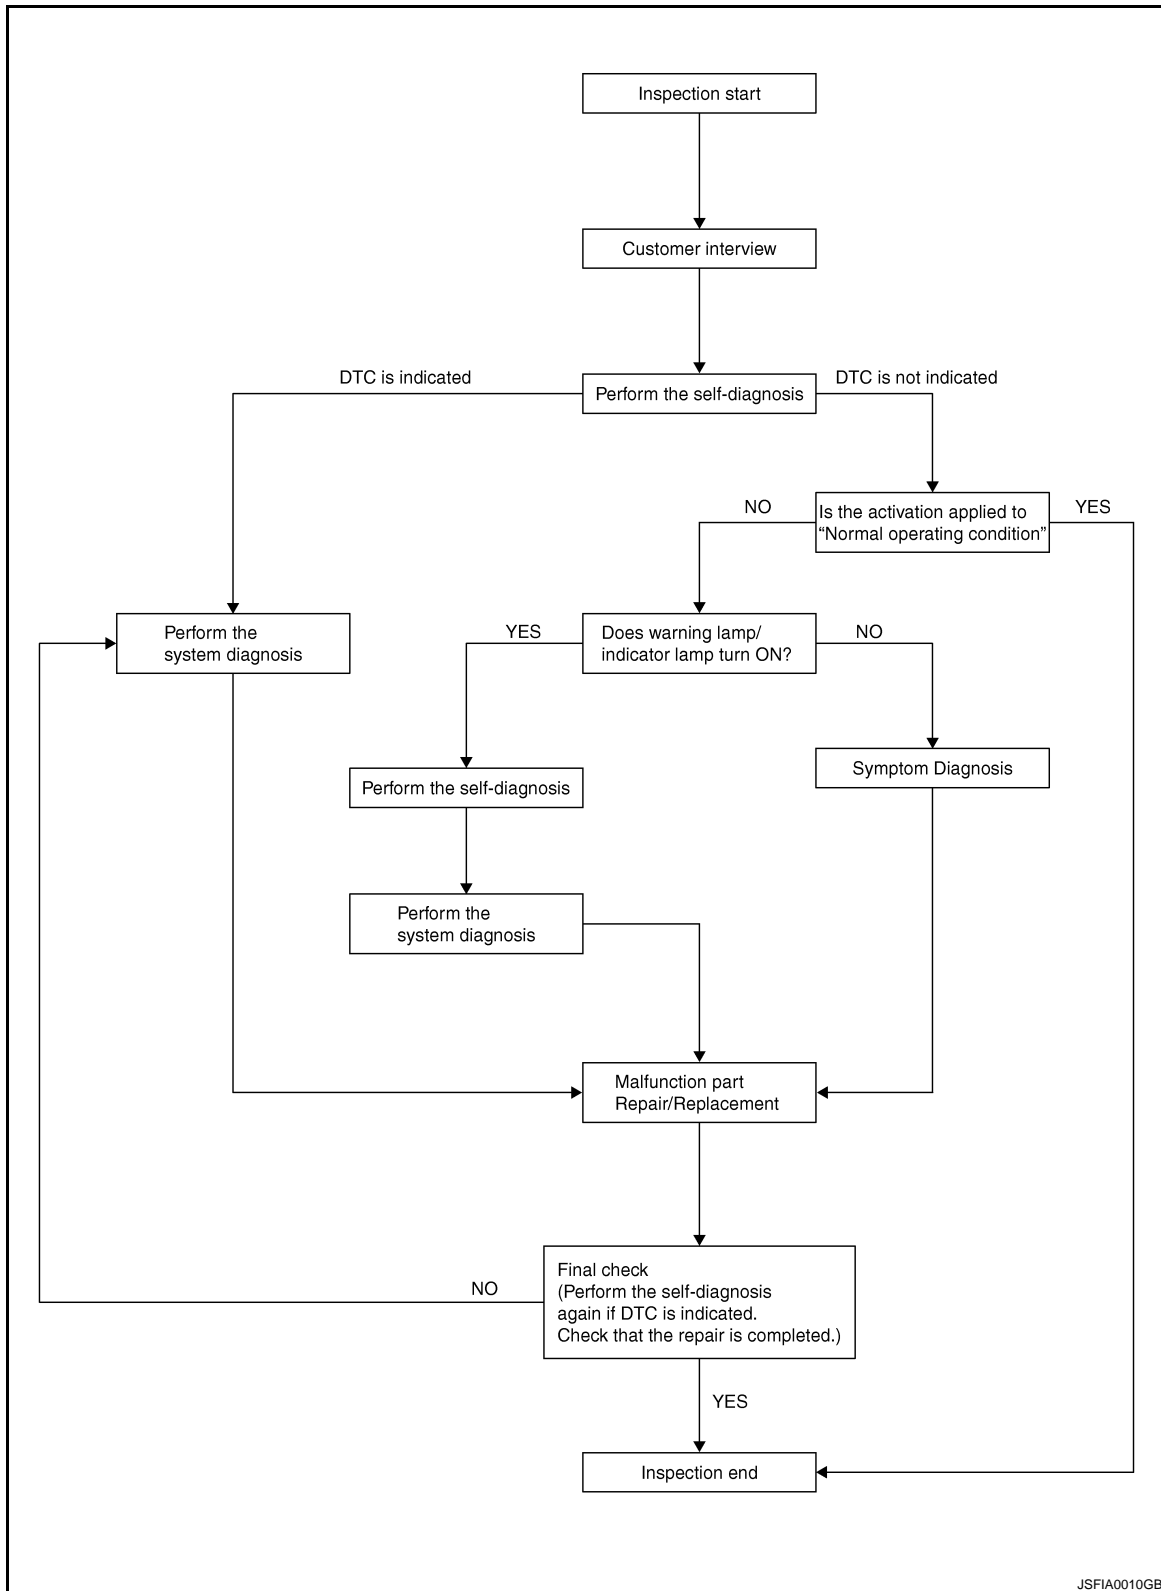 Inspection start
Customer interview
DTC is indicated
Perform the self-diagnosis
DTC is not indicated
NO
Is the activation applied to
“Normal operating condition”
YES
Perform the
system diagnosis
YES
Does warning lamp/
indicator lamp turn ON?
NO
Perform the self-diagnosis
Symptom Diagnosis
Perform the
system diagnosis
Malfunction part
Repair/Replacement
NO
Final check
(Perform the self-diagnosis
again if DTC is indicated.
Check that the repair is completed.)
YES
Inspection end
JSFIA0010GB